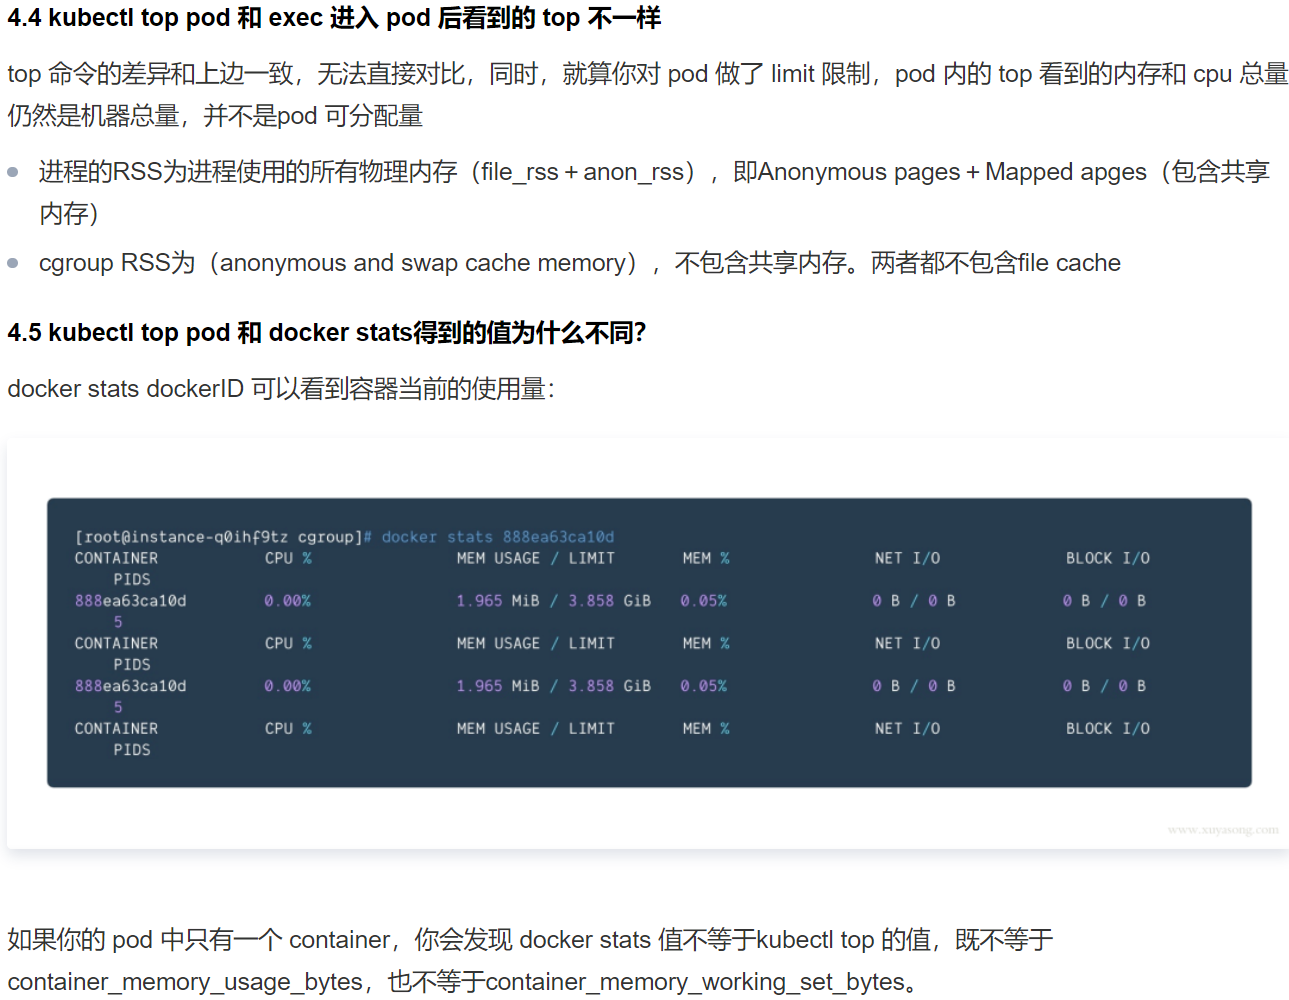 4.4 kubectl top pod 和 exec 进入 pod 后看到的 top 不一样
top 命令的差异和上边一致，无法直接对比，同时，就算你对 pod 做了 limit 限制，pod 内的 top 看到的内存和 cpu 总量
仍然是机器总量，并不是pod 可分配量
进程的RSS为进程使用的所有物理内存（file_rss＋anon_rss），即Anonymous pages＋Mapped apges（包含共享
内存）
cgroup RSS为（anonymous and swap cache memory），不包含共享内存。两者都不包含file cache
4.5 kubectl top pod 和 docker stats得到的值为什么不同？
docker stats dockerID 可以看到容器当前的使用量：
[root@instance-q0ihf9tz cgroup]# docker stats 888ea63ca10d
CONTAINER CPU % MEM USAGE / LIMIT MEM % NET I/O BLOCK I/O
PIDS
888ea63ca10d 0.00% 1.965 MiB / 3.858 GiB 0.05% 0 B / 0 B 0 B / 0 B
5
CONTAINER CPU % MEM USAGE / LIMIT MEM % NET I/O BLOCK I/O
PIDS
888ea63ca10d 0.00% 1.965 MiB / 3.858 GiB 0.05% 0 B / 0 B 0 B / 0 B
5
CONTAINER CPU % MEM USAGE / LIMIT MEM % NET I/O BLOCK I/O
PIDS
www.xuyasong.com
如果你的 pod 中只有一个 container，你会发现 docker stats 值不等于kubectl top 的值，既不等于
container_memory_usage_bytes，也不等于container_memory_working_set_bytes。